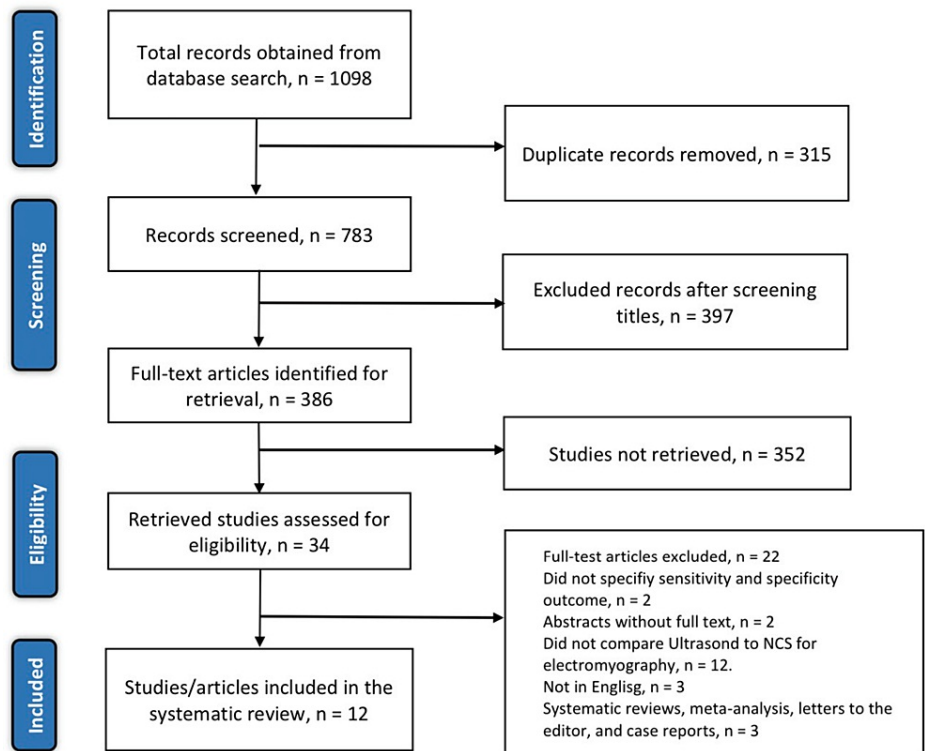 Identification
Total records obtained from
database search, n = 1098
Duplicate records removed, n = 315
Screening
Records screened, n = 783
Excluded records after screening
titles, n = 397
Full-text articles identified for
retrieval, n = 386
Studies not retrieved, n = 352
Eligibility
Retrieved studies assessed for
eligibility, n = 34
Full-test articles excluded, n = 22
Did not specifiy sensitivity and specificity
outcome, n = 2
Abstracts without full text, n = 2
Did not compare Ultrasond to NCS for
electromyography, n = 12.
Not in Englisg, n = 3
Systematic reviews, meta-analysis, letters to the
editor, and case reports, n = 3
Included
Studies/articles included in the
systematic review, n = 12